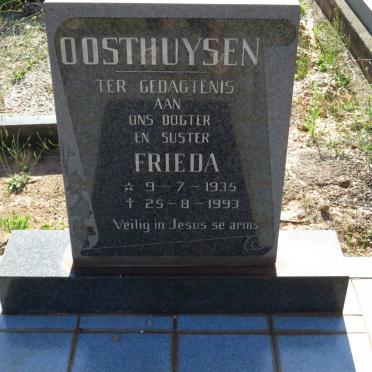 OOSTHUYSEN
TER GEDAGTENIS
AAN
ONS DOGTER
EN SUSTER
FRIEDA
☆ 9-7-1935
✝ 25-8-1993
Veilig in Jesus se arms